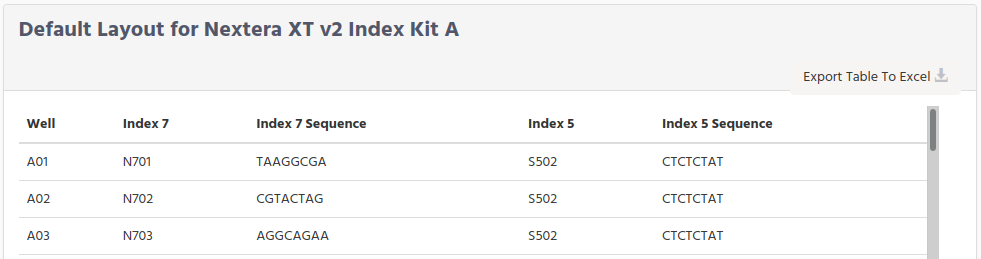 Default Layout for Nextera XT v2 Index Kit A
Export Table To Excel
Well Index 7 Index 7 Sequence Index 5 Index 5 Sequence
A01 N701 TAAGGCGA S502 CTCTCTAT
A02 N702 CGTACTAG S502 CTCTCTAT
A03 N703 AGGCAGAA S502 CTCTCTAT